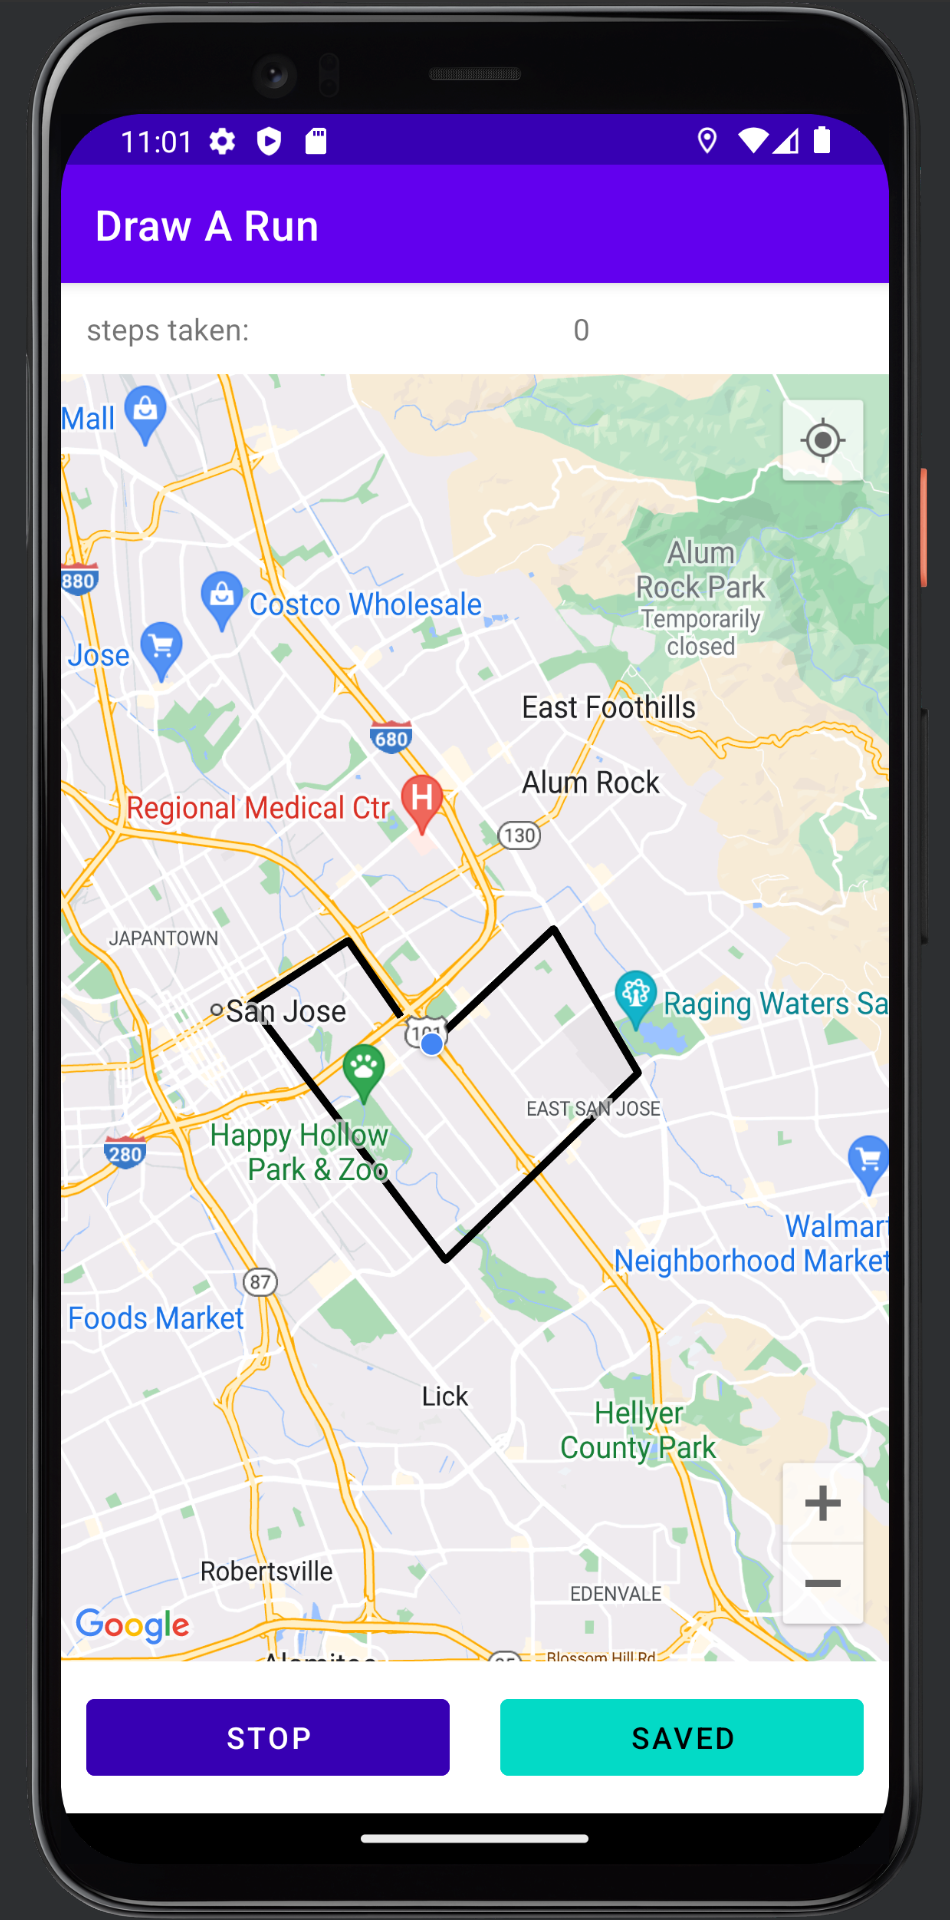 11:01
Draw A Run
steps taken: 0
Mall
Alum
Rock Park
Temporarily
closed
880
Costco Wholesale
Jose
East Foothills
680
Alum Rock
Regional Medical Ctr
130
JAPANTOWN
San Jose
101
Raging Waters Sa
EAST SAN JOSE
Happy Hollow
Park & Zoo
280
Walmart
Neighborhood Market
87
Foods Market
Lick
Hellyer
County Park
Robertsville
EDENVALE
Google
Blossom Hill Rd
STOP
SAVED